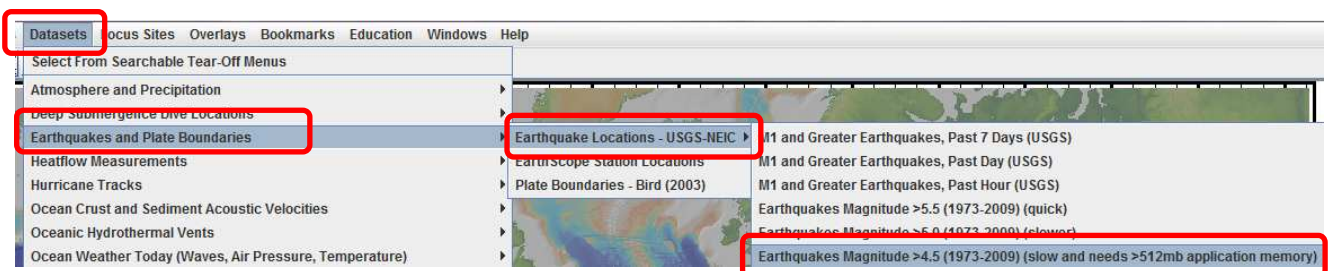 Datasets Focus Sites Overlays Bookmarks Education Windows Help
Select From Searchable Tear-Off Menus
Atmosphere and Precipitation
Deep Submergence Dive Locations
Earthquakes and Plate Boundaries
Heatflow Measurements
Hurricane Tracks
Ocean Crust and Sediment Acoustic Velocities
Oceanic Hydrothermal Vents
Ocean Weather Today (Waves, Air Pressure, Temperature)
Earthquake Locations - USGS-NEIC
EarthScope Station Locations
Plate Boundaries - Bird (2003)
M1 and Greater Earthquakes, Past 7 Days (USGS)
M1 and Greater Earthquakes, Past Day (USGS)
M1 and Greater Earthquakes, Past Hour (USGS)
Earthquakes Magnitude >5.5 (1973-2009) (quick)
Earthquakes Magnitude >5.0 (1973-2009) (slower)
Earthquakes Magnitude >4.5 (1973-2009) (slow and needs >512mb application memory)